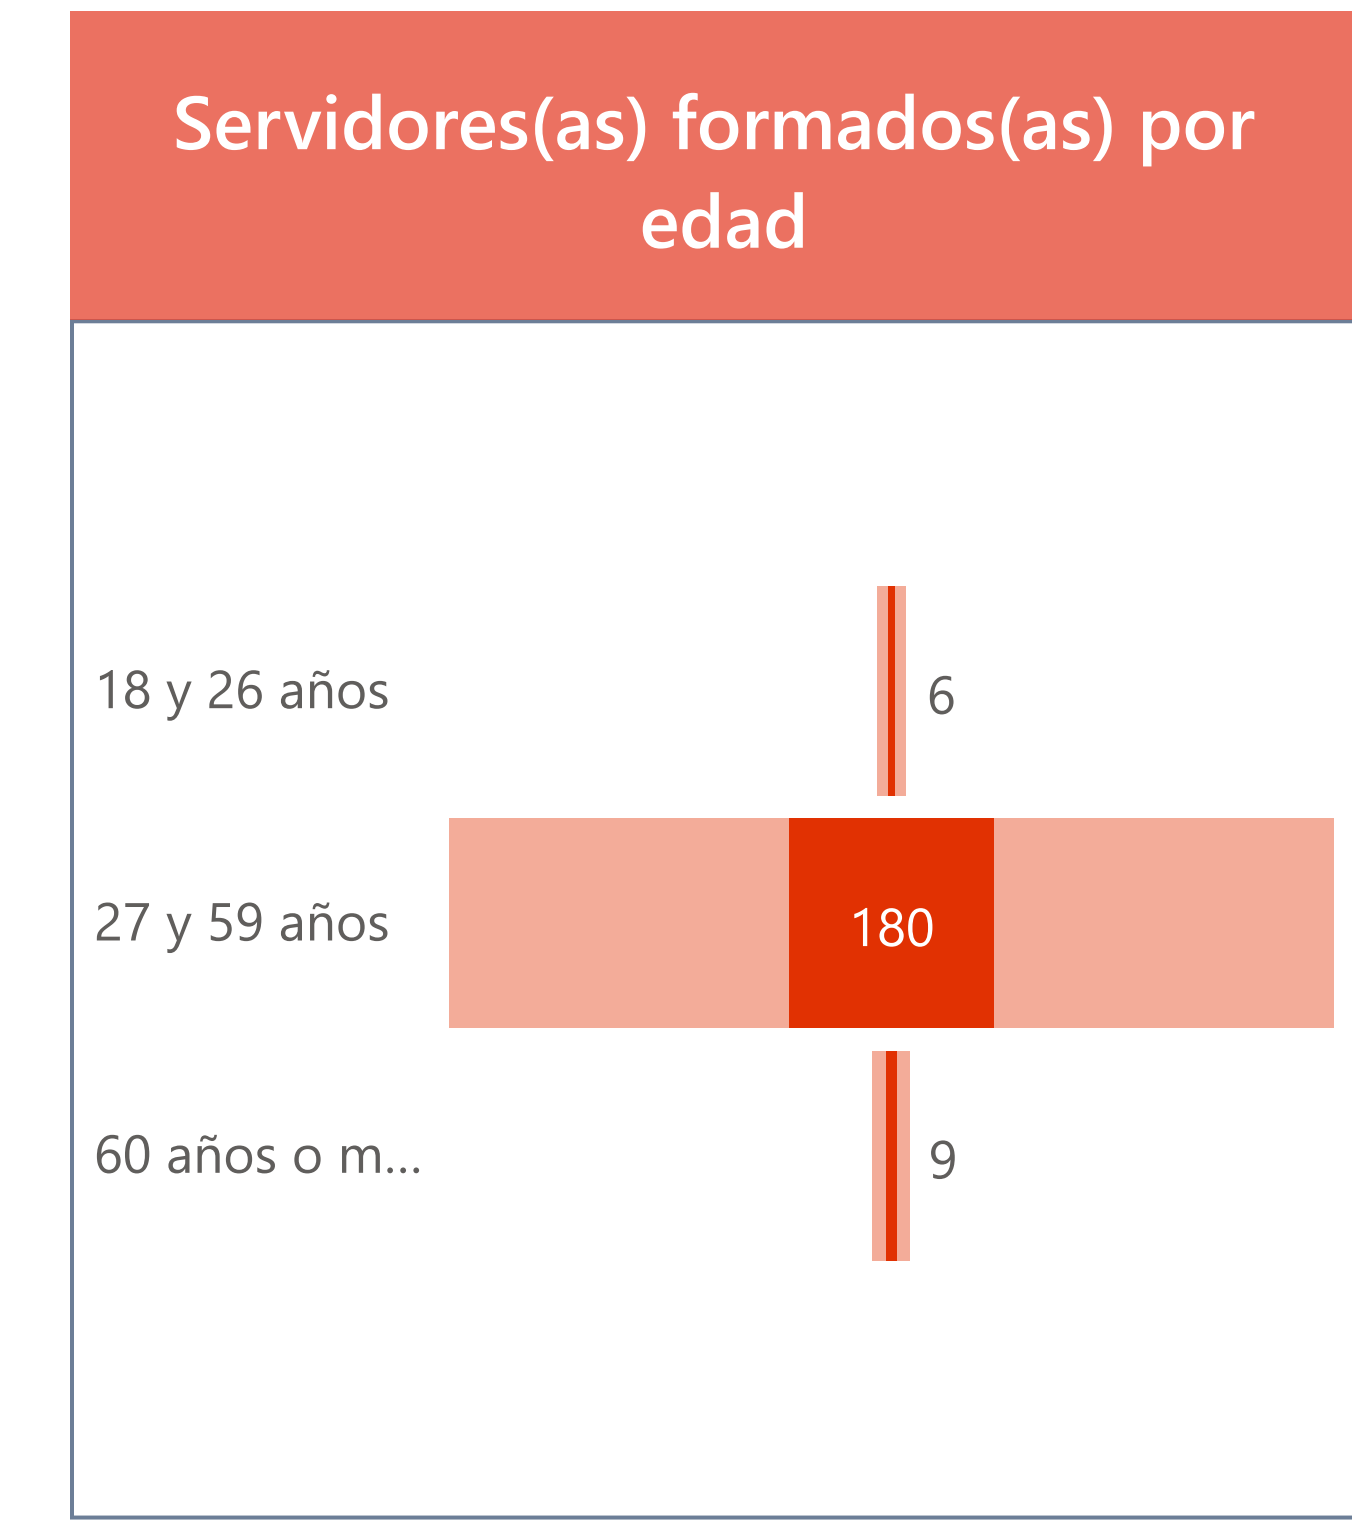 Servidores(as) formados(as) por
edad
18 y 26 años
6
27 y 59 años
180
60 años o m...
9